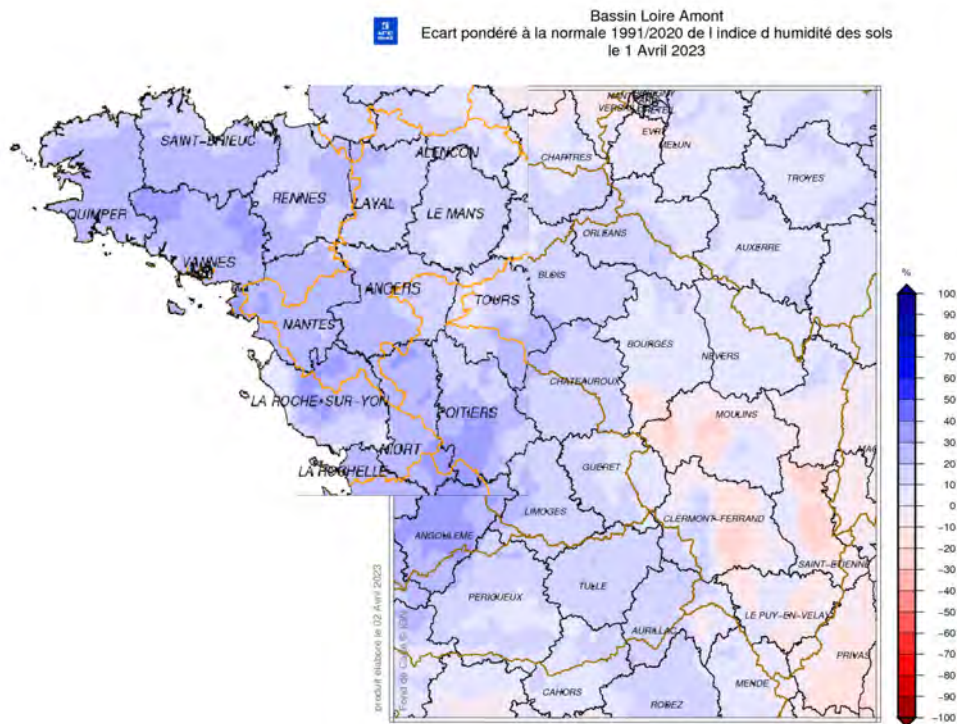 Bassin Loire Amont
Ecart pondéré à la normale 1991/2020 de l indice d humidité des sols
le 1 Avril 2023
SAINT-BRIEUC
ALENCON
CHARTRES
EVRY
MELUN
TROYES
QUIMPER
RENNES
LAVAL
LE MANS
ORLEANS
AUXERRE
VANNES
ANGERS
BLOIS
TOURS
NANTES
BOURGES
NEVERS
LA ROCHE-SUR-YON
POITIERS
CHATEAUROUX
MOULINS
NIORT
LA ROCHELLE
GUERET
LIMOGES
CLERMONT-FERRAND
ANGOULEME
SAINT-ETIENNE
PERIGUEUX
TULLE
LE PUY-EN-VELAY
AURILLAC
PRIVAS
CAHORS
RODEZ
MENDE
produit élaboré le 02 Avril 2023
Fond de Carte © IGN
%
100
90
80
70
60
50
40
30
20
10
0
-10
-20
-30
-40
-50
-60
-70
-80
-90
-100